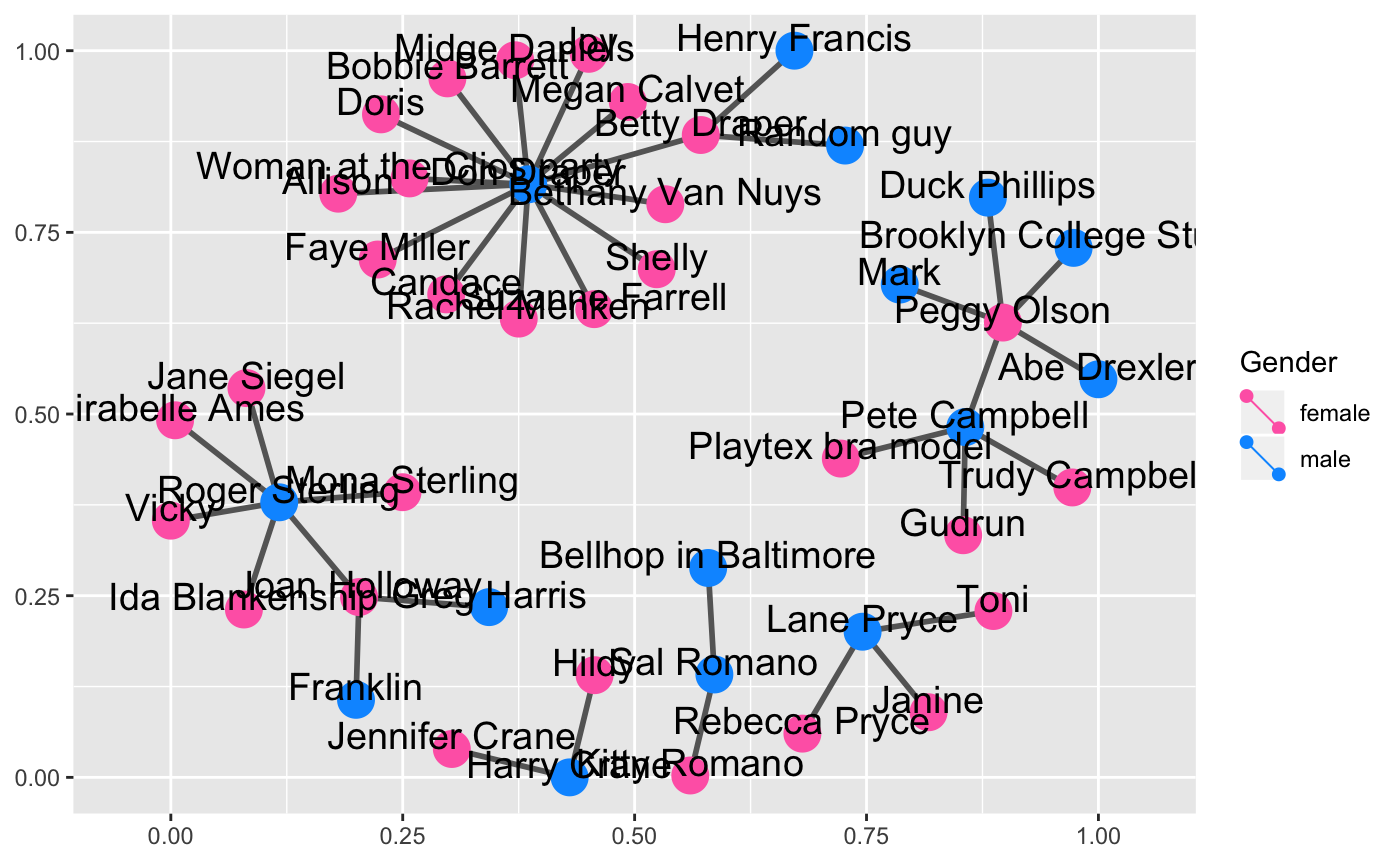 1.00
0.75
0.50
0.25
0.00
Midge Daniels
Joy
Henry Francis
Bobbie Barrett
Megan Calvet
Doris
Betty Draper
Random guy
Woman at the Clios party
Allison
Don Draper
Bethany Van Nuys
Duck Phillips
Faye Miller
Shelly
Brooklyn College Stu
Mark
Candace
Rachel Menken
Suzanne Farrell
Peggy Olson
Jane Siegel
Abe Drexler
irabelle Ames
Pete Campbell
Playtex bra model
Mona Sterling
Roger Sterling
Trudy Campbel
Vicky
Gudrun
Bellhop in Baltimore
Joan Holloway
Ida Blankenship
Greg Harris
Toni
Lane Pryce
Hildy
Sal Romano
Franklin
Janine
Rebecca Pryce
Jennifer Crane
Harry Crane
Kitty Romano
0.00
0.25
0.50
0.75
1.00
Gender
female
male